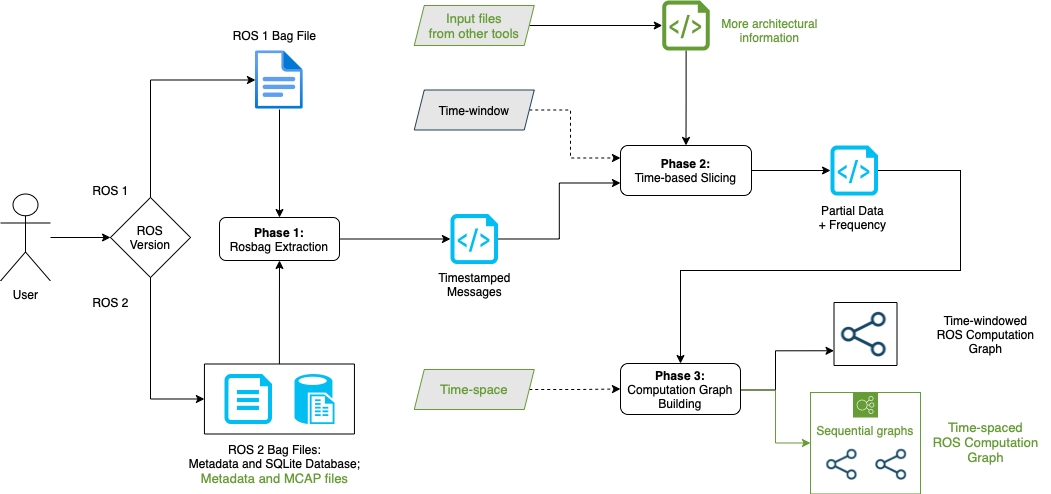 Input files
from other tools
More architectural
information
ROS 1 Bag File
Time-window
Phase 2:
Time-based Slicing
ROS 1
ROS
Version
User
ROS 2
Phase 1:
Rosbag Extraction
Timestamped
Messages
Partial Data
+ Frequency
Time-windowed
ROS Computation
Graph
Time-space
Phase 3:
Computation Graph
Building
Sequential graphs
Time-spaced
ROS Computation
Graph
ROS 2 Bag Files:
Metadata and SQLite Database;
Metadata and MCAP files